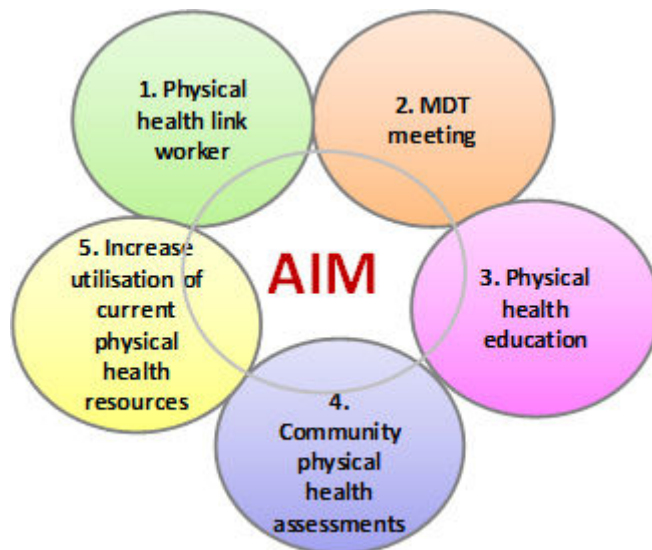 1. Physical
health link
worker
2. MDT
meeting
AIM
3. Physical
health
education
4.
Community
physical
health
assessments
5. Increase
utilisation of
current
physical
health
resources